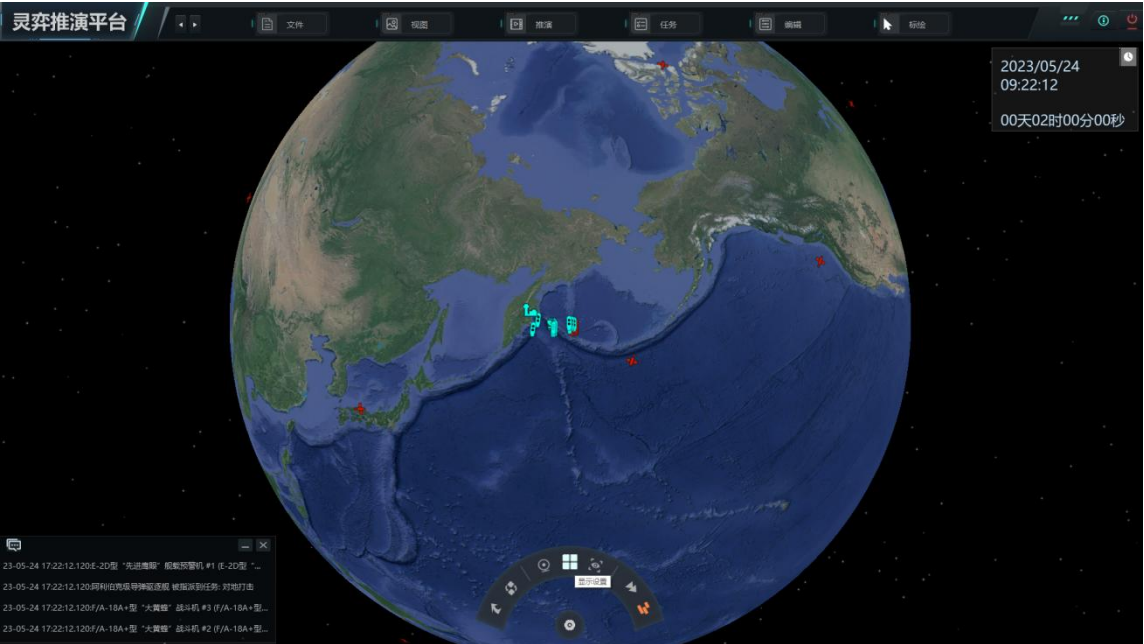 灵弈推演平台
文件
视图
推演
任务
编辑
标绘
2023/05/24
09:22:12
00天02时00分00秒
23-05-24 17:22:12.120:E-2D型“先进鹰眼”舰载预警机 #1 (E-2D型“...
23-05-24 17:22:12.120:阿利伯克级导弹驱逐舰 被指派到任务: 对地打击
23-05-24 17:22:12.120:F/A-18A+型“大黄蜂”战斗机 #3 (F/A-18A+型...
23-05-24 17:22:12.120:F/A-18A+型“大黄蜂”战斗机 #2 (F/A-18A+型...
显示设置